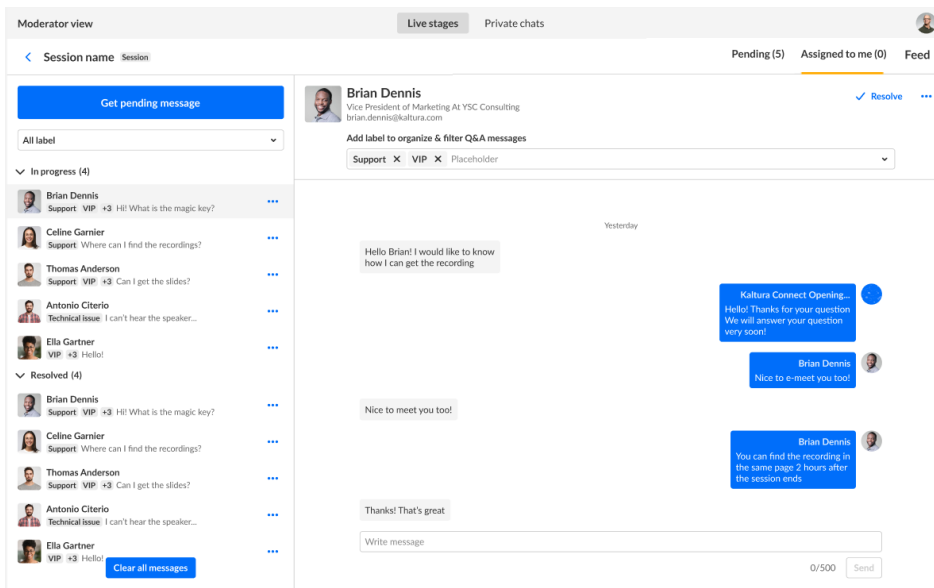 Moderator view
Live stages
Private chats
Session name Session
Pending (5)
Assigned to me (0)
Feed
Get pending message
All label
In progress (4)
Brian Dennis
Support VIP +3 Hi! What is the magic key?
Celine Garnier
Support Where can I find the recordings?
Thomas Anderson
Support VIP +3 Can I get the slides?
Antonio Citerio
Technical issue I can't hear the speaker...
Ella Gartner
VIP +3 Hello!
Resolved (4)
Brian Dennis
Support VIP +3 Hi! What is the magic key?
Celine Garnier
Support Where can I find the recordings?
Thomas Anderson
Support VIP +3 Can I get the slides?
Antonio Citerio
Technical issue I can't hear the speaker...
Ella Gartner
VIP +3 Hello!
Clear all messages
Brian Dennis
Vice President of Marketing At YSC Consulting
brian.dennis@kaltura.com
Resolve
Add label to organize & filter Q&A messages
Support VIP Placeholder
Yesterday
Hello Brian! I would like to know
how I can get the recording
Kaltura Connect Opening...
Hello! Thanks for your question
We will answer your question
very soon!
Brian Dennis
Nice to e-meet you too!
Nice to meet you too!
Brian Dennis
You can find the recording in
the same page 2 hours after
the session ends
Thanks! That's great
Write message
0/500
Send